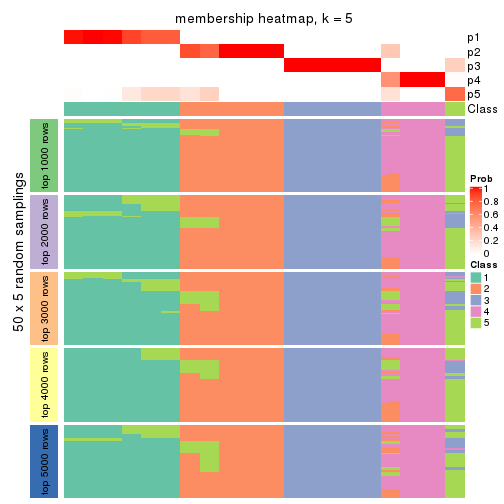 membership heatmap, k = 5
p1
p2
p3
p4
p5
Class
50 x 5 random samplings
top 1000 rows
top 2000 rows
top 3000 rows
top 4000 rows
top 5000 rows
Prob
1
0.8
0.6
0.4
0.2
0
Class
1
2
3
4
5